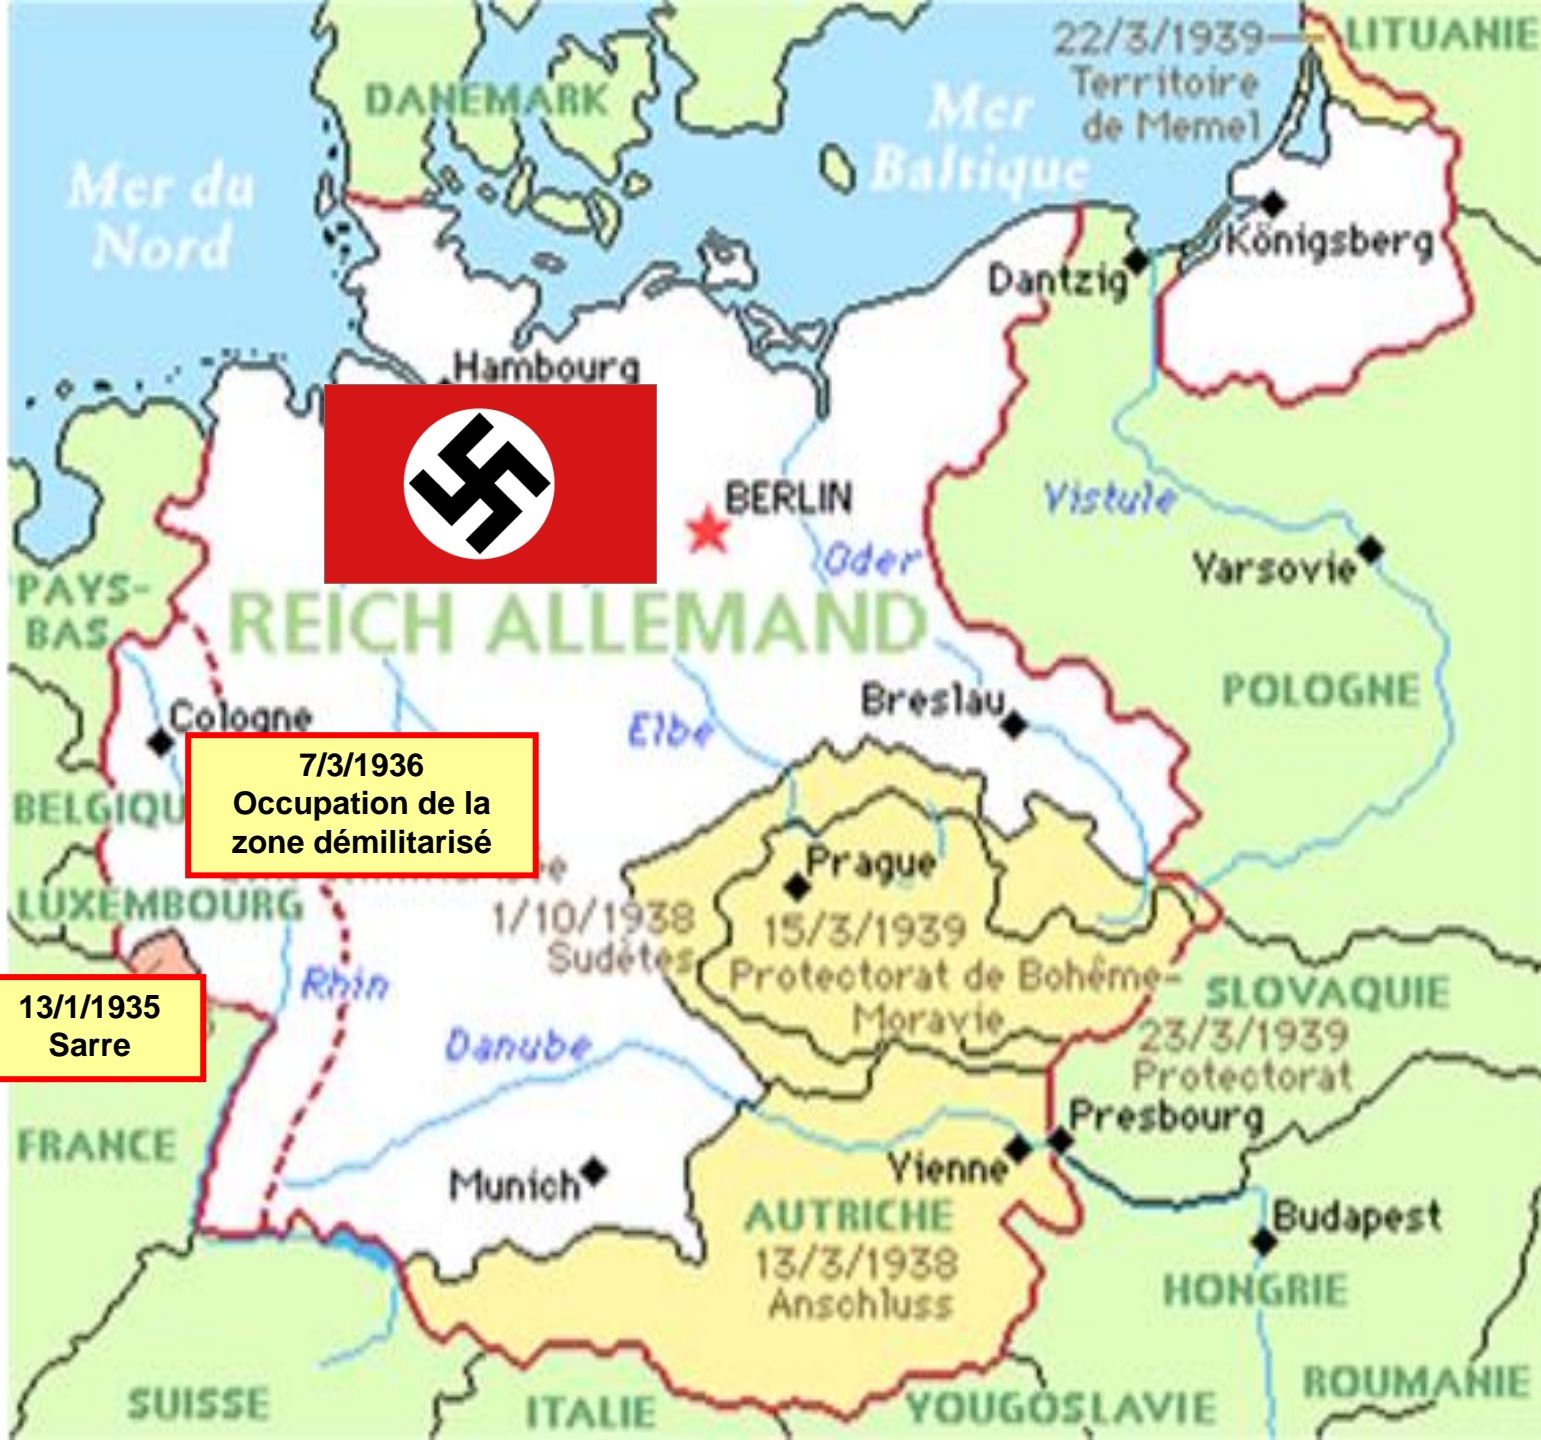 22/3/1939
Territoire
de Memel
LITUANIE
DANEMARK
Mer
Baltique
Mer du
Nord
Königsberg
Dantzig
Hambourg
BERLIN
Vistule
Oder
Varsovie
PAYS-
BAS
REICH ALLEMAND
POLOGNE
Breslau
Cologne
Elbe
7/3/1936
Occupation de la
zone démilitarisé
BELGIQU
Prague
LUXEMBOURG
1/10/1938
Sudètes
15/3/1939
Protectorat de Bohême-
Moravie
Rhin
SLOVAQUIE
23/3/1939
Protectorat
13/1/1935
Sarre
Danube
Presbourg
FRANCE
Vienne
Munich
AUTRICHE
13/3/1938
Anschluss
Budapest
HONGRIE
ROUMANIE
SUISSE
ITALIE
YOUGOSLAVIE